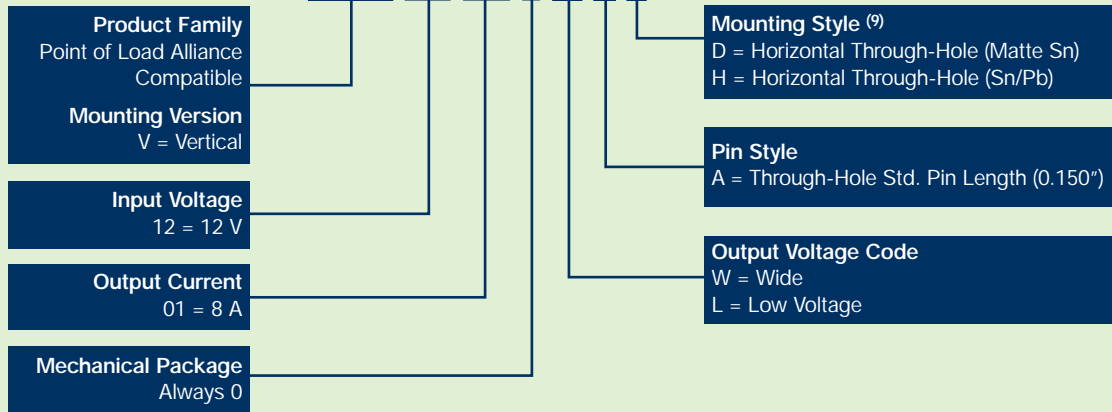 Product Family
Point of Load Alliance
Compatible
Mounting Version
V = Vertical
Input Voltage
12 = 12 V
Output Current
01 = 8 A
Mechanical Package
Always 0
Mounting Style (9)
D = Horizontal Through-Hole (Matte Sn)
H = Horizontal Through-Hole (Sn/Pb)
Pin Style
A = Through-Hole Std. Pin Length (0.150″)
Output Voltage Code
W = Wide
L = Low Voltage